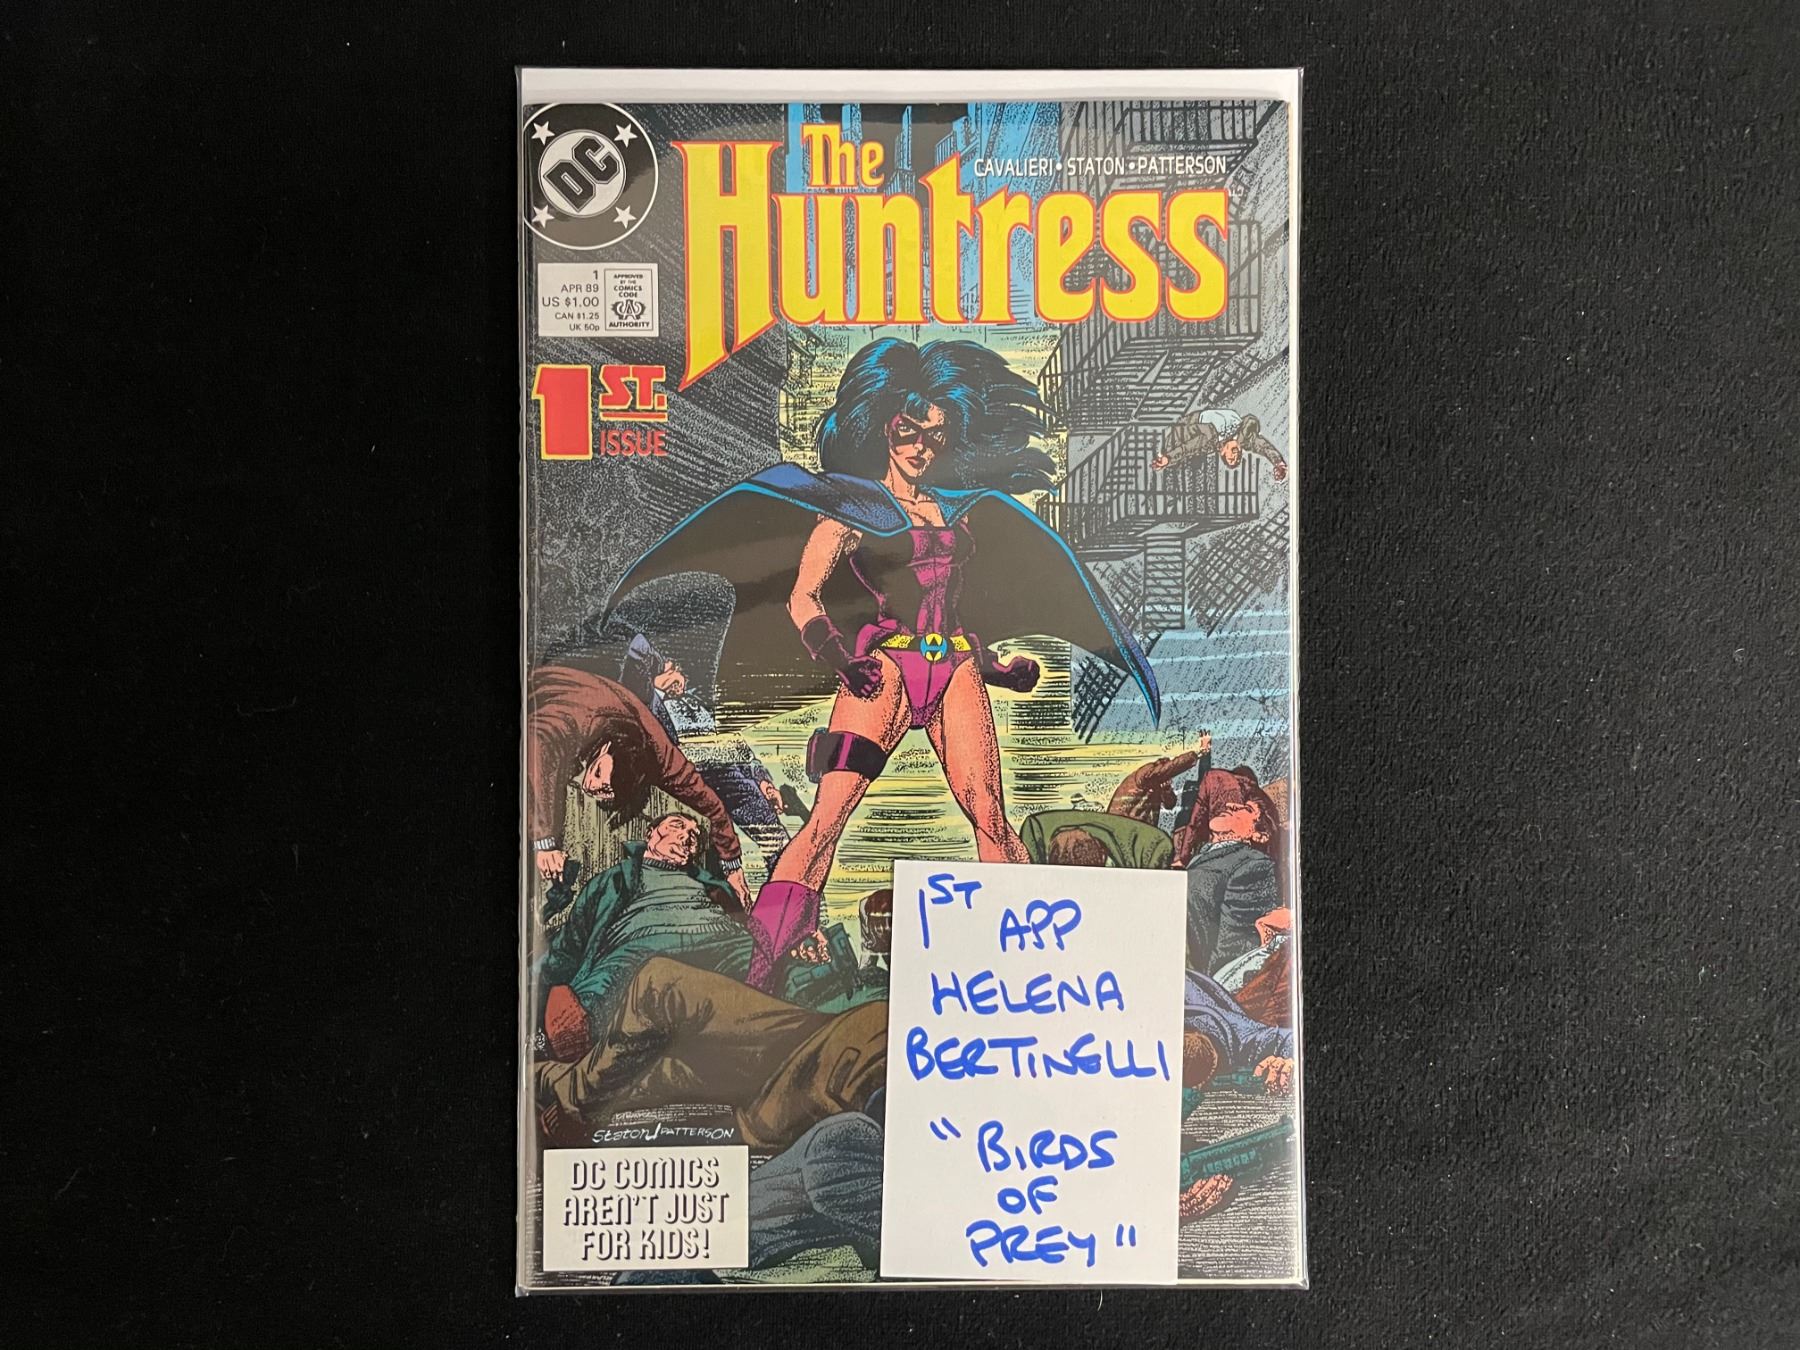 DC
The
Huntress
CAVALIERI • STATON • PATTERSON
1
APR 89
US $1.00
CAN $1.25
UK 50p
APPROVED
BY THE
COMICS
CODE
AUTHORITY
1ST.
ISSUE
Staton/PATTERSON
DC COMICS
AREN'T JUST
FOR KIDS!
1ST APP
HELENA
BERTINELLI
"BIRDS
OF
PREY"